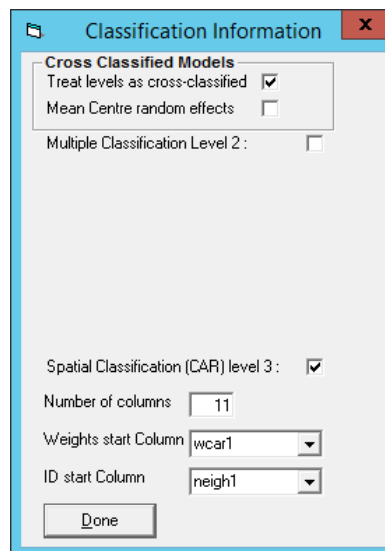 Classification Information
x
Cross Classified Models
Treat levels as cross-classified
Mean Centre random effects
Multiple Classification Level 2 :
Spatial Classification (CAR) level 3 :
Number of columns 11
Weights start Column wcar1
ID start Column neigh1
Done